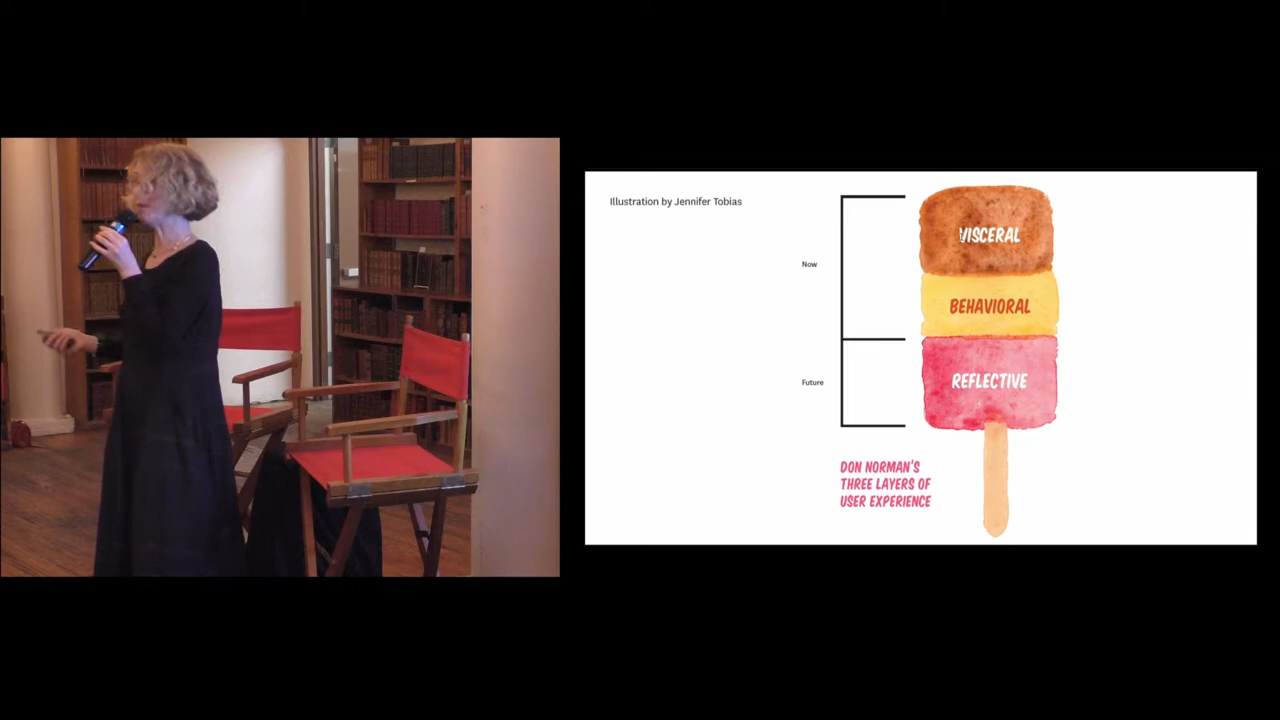 Illustration by Jennifer Tobias
VISCERAL
Now
BEHAVIORAL
Future
REFLECTIVE
DON NORMAN'S
THREE LAYERS OF
USER EXPERIENCE